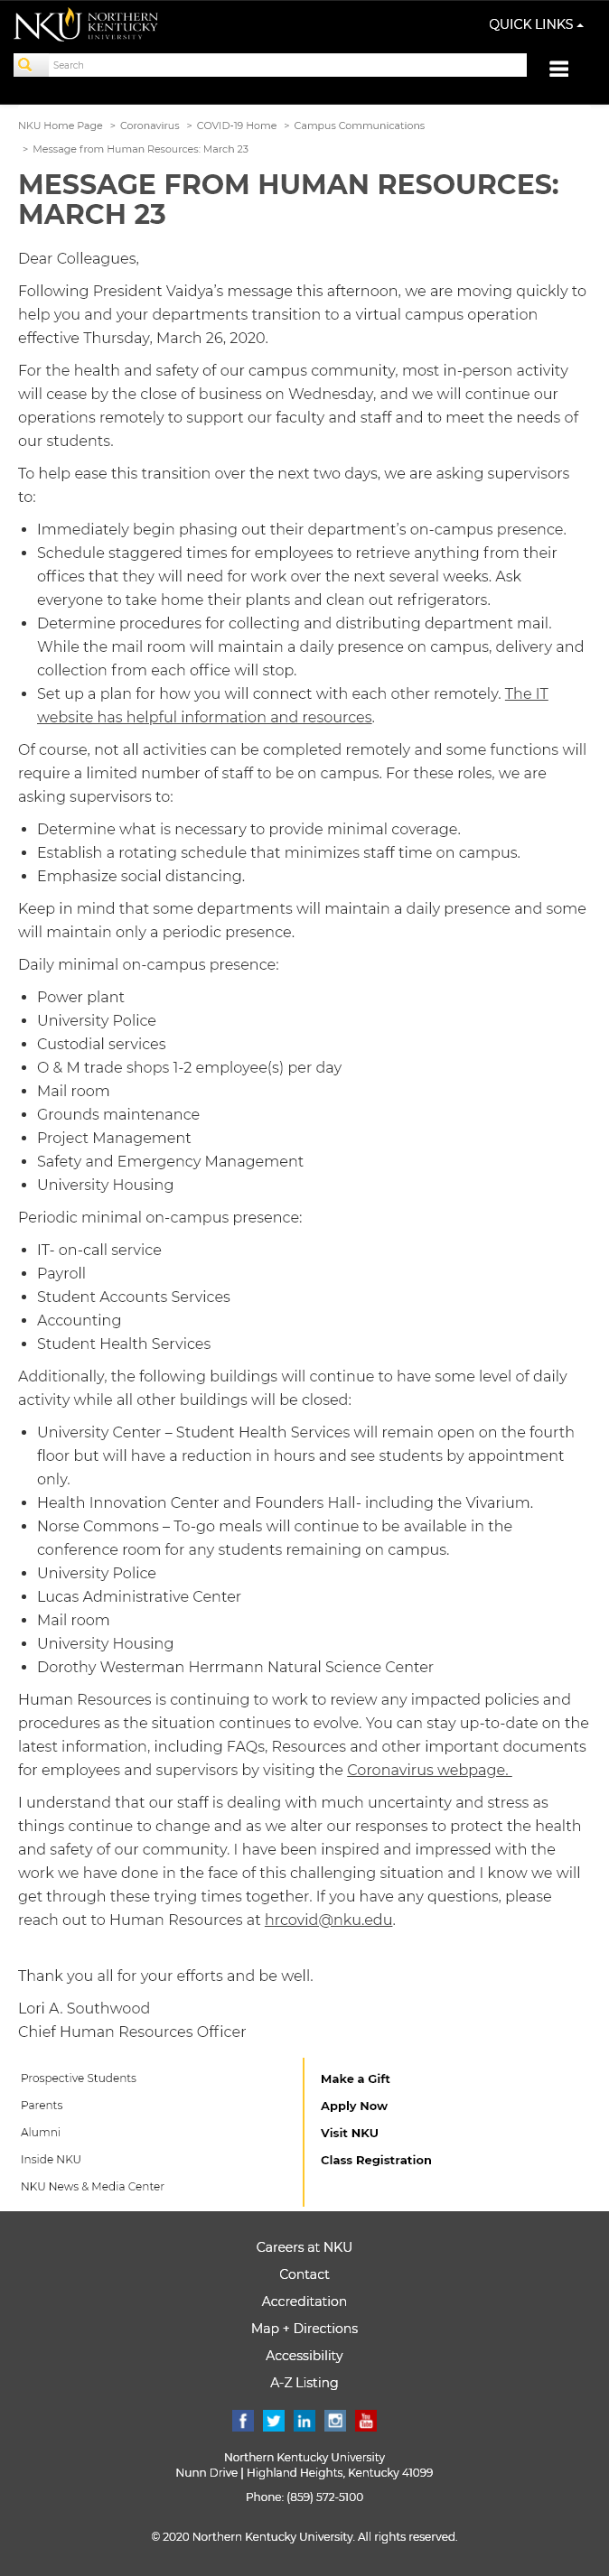 NKU NORTHERN
KENTUCKY
UNIVERSITY
QUICK LINKS
Search
NKU Home Page > Coronavirus > COVID-19 Home > Campus Communications
> Message from Human Resources: March 23
MESSAGE FROM HUMAN RESOURCES:
MARCH 23
Dear Colleagues,
Following President Vaidya’s message this afternoon, we are moving quickly to
help you and your departments transition to a virtual campus operation
effective Thursday, March 26, 2020.
For the health and safety of our campus community, most in-person activity
will cease by the close of business on Wednesday, and we will continue our
operations remotely to support our faculty and staff and to meet the needs of
our students.
To help ease this transition over the next two days, we are asking supervisors
to:
• Immediately begin phasing out their department’s on-campus presence.
• Schedule staggered times for employees to retrieve anything from their
offices that they will need for work over the next several weeks. Ask
everyone to take home their plants and clean out refrigerators.
• Determine procedures for collecting and distributing department mail.
While the mail room will maintain a daily presence on campus, delivery and
collection from each office will stop.
• Set up a plan for how you will connect with each other remotely. The IT
website has helpful information and resources.
Of course, not all activities can be completed remotely and some functions will
require a limited number of staff to be on campus. For these roles, we are
asking supervisors to:
• Determine what is necessary to provide minimal coverage.
• Establish a rotating schedule that minimizes staff time on campus.
• Emphasize social distancing.
Keep in mind that some departments will maintain a daily presence and some
will maintain only a periodic presence.
Daily minimal on-campus presence:
• Power plant
• University Police
• Custodial services
• O & M trade shops 1-2 employee(s) per day
• Mail room
• Grounds maintenance
• Project Management
• Safety and Emergency Management
• University Housing
Periodic minimal on-campus presence:
• IT- on-call service
• Payroll
• Student Accounts Services
• Accounting
• Student Health Services
Additionally, the following buildings will continue to have some level of daily
activity while all other buildings will be closed:
• University Center – Student Health Services will remain open on the fourth
floor but will have a reduction in hours and see students by appointment
only.
• Health Innovation Center and Founders Hall- including the Vivarium.
• Norse Commons – To-go meals will continue to be available in the
conference room for any students remaining on campus.
• University Police
• Lucas Administrative Center
• Mail room
• University Housing
• Dorothy Westerman Herrmann Natural Science Center
Human Resources is continuing to work to review any impacted policies and
procedures as the situation continues to evolve. You can stay up-to-date on the
latest information, including FAQs, Resources and other important documents
for employees and supervisors by visiting the Coronavirus webpage.
I understand that our staff is dealing with much uncertainty and stress as
things continue to change and as we alter our responses to protect the health
and safety of our community. I have been inspired and impressed with the
work we have done in the face of this challenging situation and I know we will
get through these trying times together. If you have any questions, please
reach out to Human Resources at hrcovid@nku.edu.
Thank you all for your efforts and be well.
Lori A. Southwood
Chief Human Resources Officer
Prospective Students
Parents
Alumni
Inside NKU
NKU News & Media Center
Make a Gift
Apply Now
Visit NKU
Class Registration
Careers at NKU
Contact
Accreditation
Map + Directions
Accessibility
A-Z Listing
Northern Kentucky University
Nunn Drive | Highland Heights, Kentucky 41099
Phone: (859) 572-5100
© 2020 Northern Kentucky University. All rights reserved.